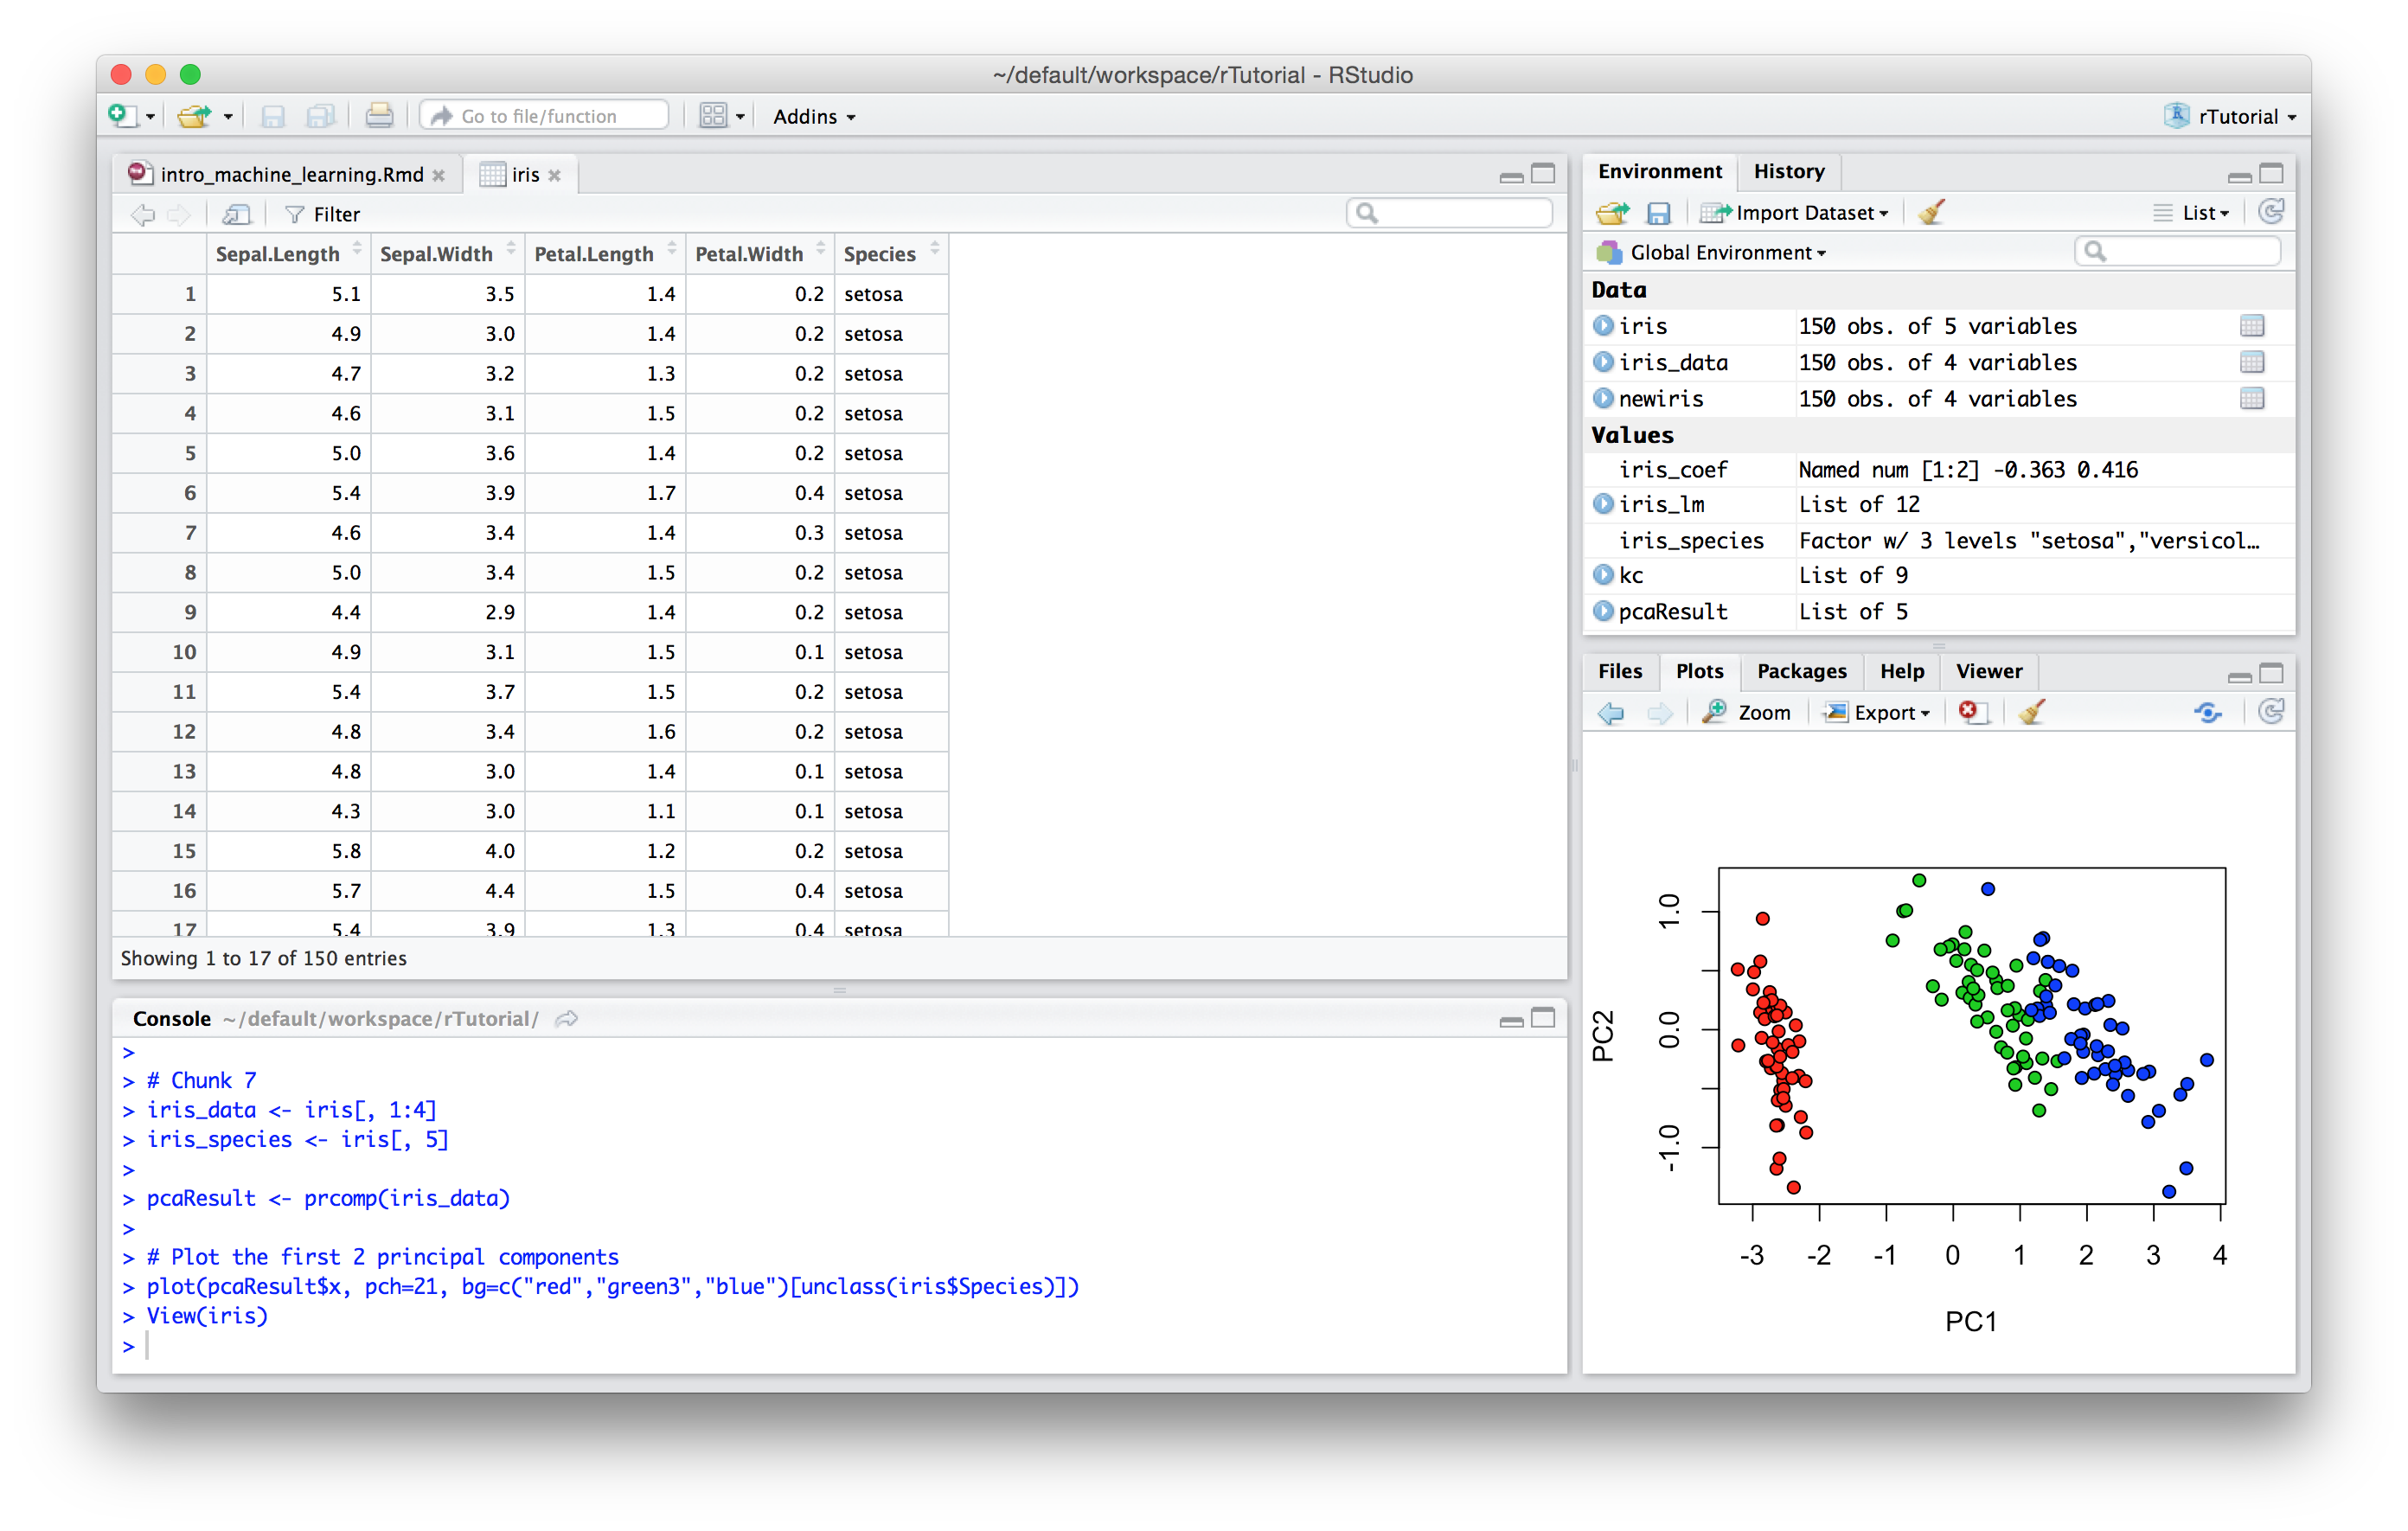 ~/default/workspace/rTutorial - RStudio
Go to file/function
Addins
rTutorial
intro_machine_learning.Rmd
iris
Filter
Sepal.Length Sepal.Width Petal.Length Petal.Width Species
1 5.1 3.5 1.4 0.2 setosa
2 4.9 3.0 1.4 0.2 setosa
3 4.7 3.2 1.3 0.2 setosa
4 4.6 3.1 1.5 0.2 setosa
5 5.0 3.6 1.4 0.2 setosa
6 5.4 3.9 1.7 0.4 setosa
7 4.6 3.4 1.4 0.3 setosa
8 5.0 3.4 1.5 0.2 setosa
9 4.4 2.9 1.4 0.2 setosa
10 4.9 3.1 1.5 0.1 setosa
11 5.4 3.7 1.5 0.2 setosa
12 4.8 3.4 1.6 0.2 setosa
13 4.8 3.0 1.4 0.1 setosa
14 4.3 3.0 1.1 0.1 setosa
15 5.8 4.0 1.2 0.2 setosa
16 5.7 4.4 1.5 0.4 setosa
17 5.4 3.9 1.3 0.4 setosa
Showing 1 to 17 of 150 entries
Console ~/default/workspace/rTutorial/
>
> # Chunk 7
> iris_data <- iris[, 1:4]
> iris_species <- iris[, 5]
>
> pcaResult <- prcomp(iris_data)
>
> # Plot the first 2 principal components
> plot(pcaResult$x, pch=21, bg=c("red","green3","blue")[unclass(iris$Species)])
> View(iris)
>
Environment History
Import Dataset List
Global Environment
Data
iris 150 obs. of 5 variables
iris_data 150 obs. of 4 variables
newiris 150 obs. of 4 variables
Values
iris_coef Named num [1:2] -0.363 0.416
iris_lm List of 12
iris_species Factor w/ 3 levels "setosa","versicol…
kc List of 9
pcaResult List of 5
Files Plots Packages Help Viewer
Zoom Export
PC2
1.0
0.0
-1.0
-3 -2 -1 0 1 2 3 4
PC1